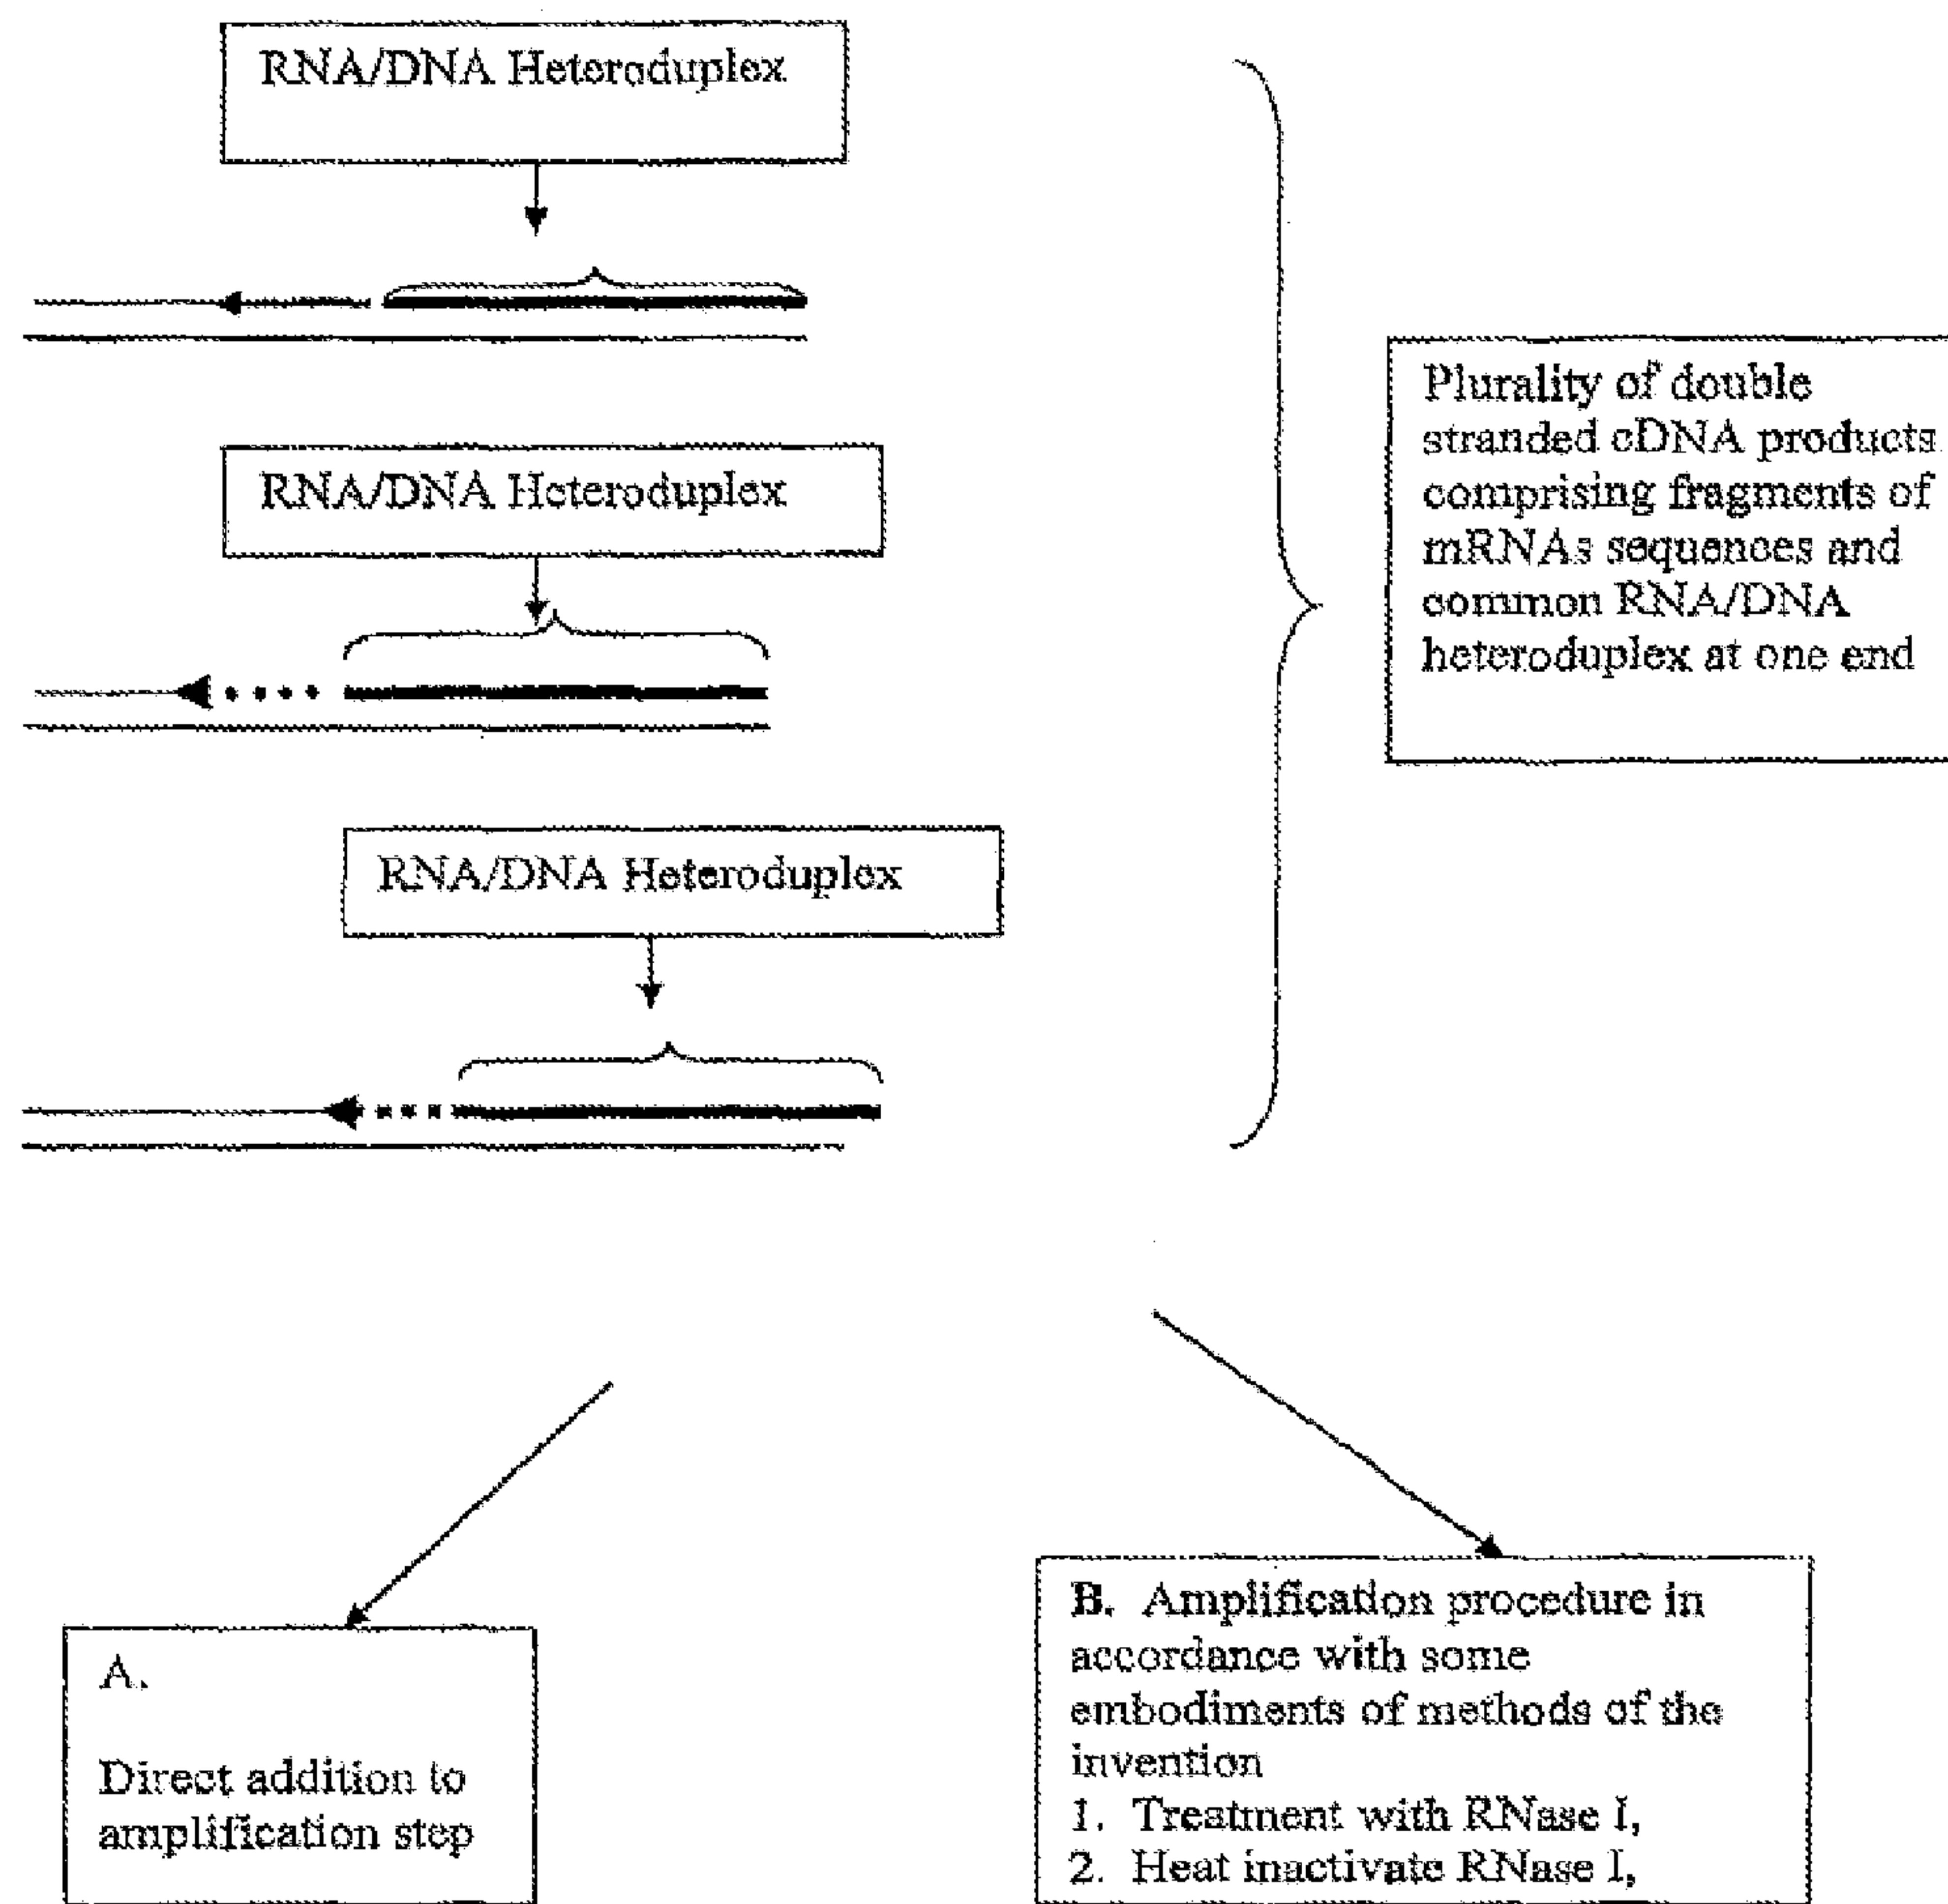 RNA/DNA Heteroduplex
RNA/DNA Heteroduplex
RNA/DNA Heteroduplex
Plurality of double
stranded cDNA products
comprising fragments of
mRNAs sequences and
common RNA/DNA
heteroduplex at one end
A.
Direct addition to
amplification step
B. Amplification procedure in
accordance with some
embodiments of methods of the
invention
1. Treatment with RNase I,
2. Heat inactivate RNase I,